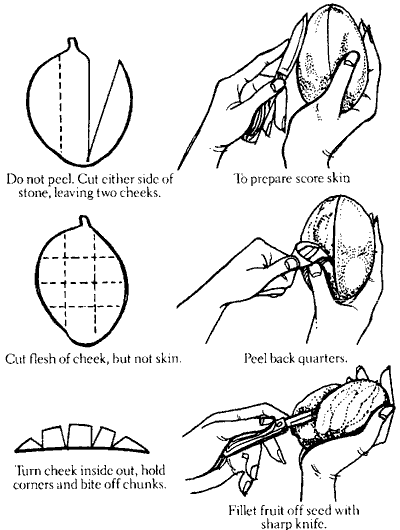 Do not peel. Cut either side of
stone, leaving two cheeks.
To prepare score skin
Cut flesh of cheek, but not skin.
Peel back quarters.
Turn cheek inside out, hold
corners and bite off chunks.
Fillet fruit off seed with
sharp knife.